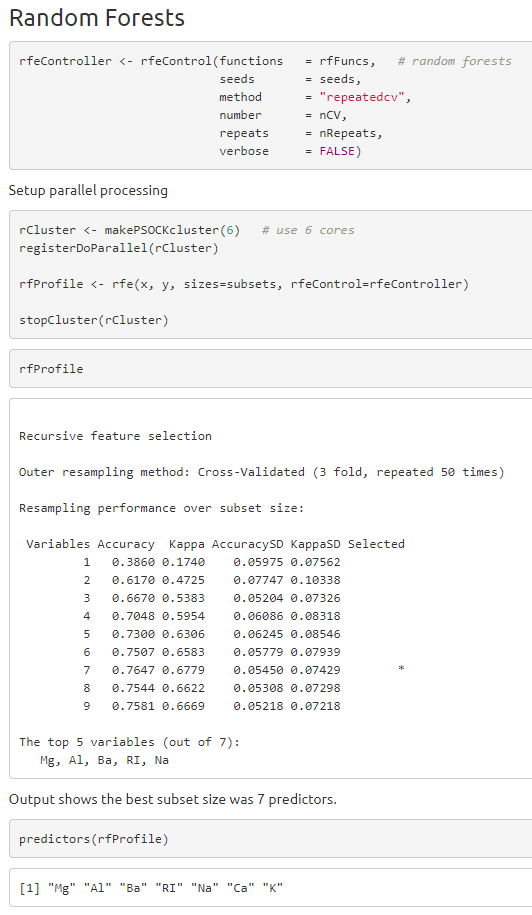 Random Forests
rfeController <- rfeControl(functions   = rfFuncs,   # random forests
                            seeds       = seeds,
                            method      = "repeatedcv",
                            number      = nCV,
                            repeats     = nRepeats,
                            verbose     = FALSE)
Setup parallel processing
rCluster <- makePSOCKcluster(6)   # use 6 cores
registerDoParallel(rCluster)
rfProfile <- rfe(x, y, sizes=subsets, rfeControl=rfeController)
stopCluster(rCluster)
rfProfile
Recursive feature selection
Outer resampling method: Cross-Validated (3 fold, repeated 50 times)
Resampling performance over subset size:
 Variables Accuracy  Kappa AccuracySD KappaSD Selected
         1   0.3860 0.1740    0.05975 0.07562
         2   0.6170 0.4725    0.07747 0.10338
         3   0.6670 0.5383    0.05204 0.07326
         4   0.7048 0.5954    0.06086 0.08318
         5   0.7300 0.6306    0.06245 0.08546
         6   0.7507 0.6583    0.05779 0.07939
         7   0.7647 0.6779    0.05450 0.07429        *
         8   0.7544 0.6622    0.05308 0.07298
         9   0.7581 0.6669    0.05218 0.07218
The top 5 variables (out of 7):
   Mg, Al, Ba, RI, Na
Output shows the best subset size was 7 predictors.
predictors(rfProfile)
[1] "Mg" "Al" "Ba" "RI" "Na" "Ca" "K"